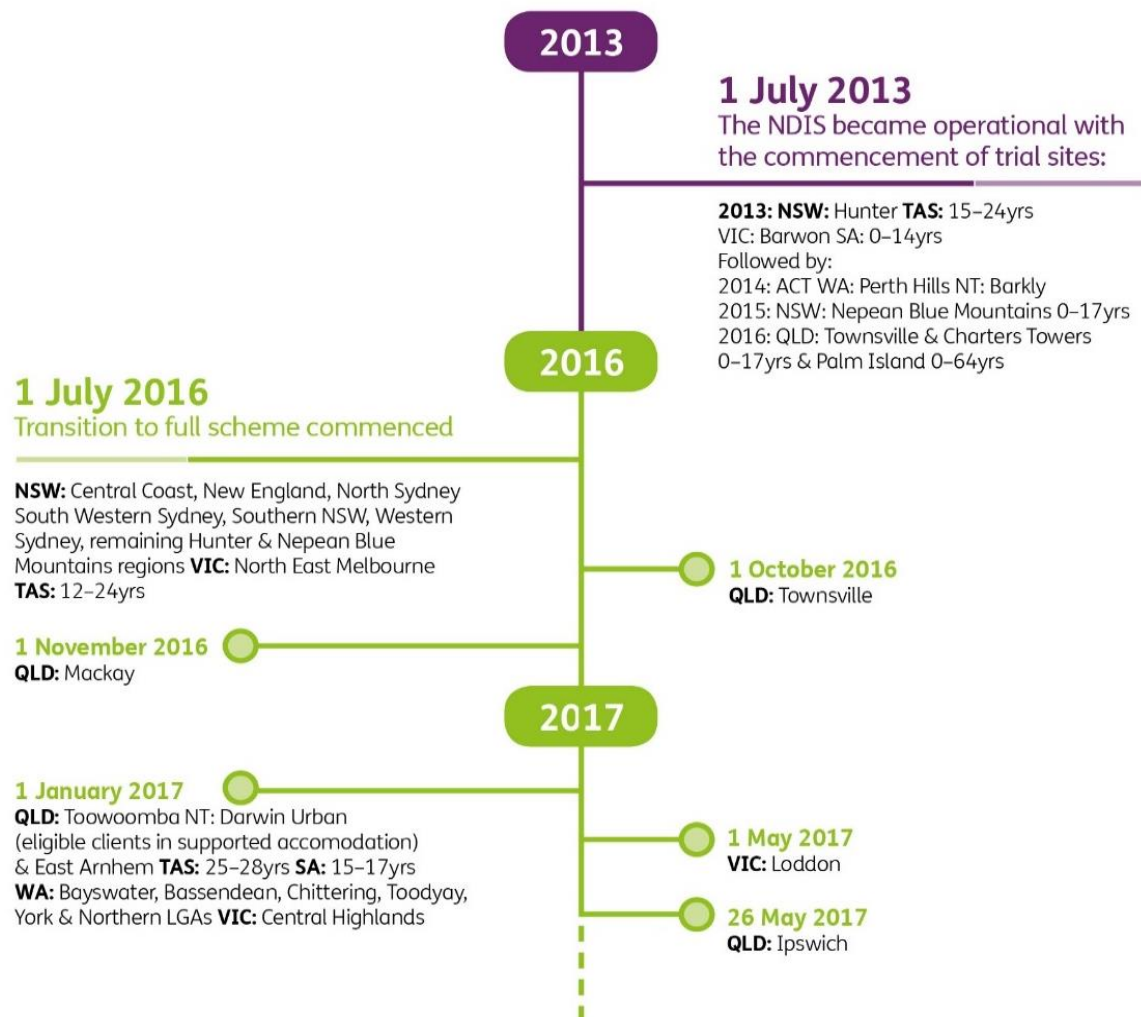 2013
1 July 2013
The NDIS became operational with
the commencement of trial sites:
2013: NSW: Hunter TAS: 15–24yrs
VIC: Barwon SA: 0–14yrs
Followed by:
2014: ACT WA: Perth Hills NT: Barkly
2015: NSW: Nepean Blue Mountains 0–17yrs
2016: QLD: Townsville & Charters Towers
0–17yrs & Palm Island 0–64yrs
2016
1 July 2016
Transition to full scheme commenced
NSW: Central Coast, New England, North Sydney
South Western Sydney, Southern NSW, Western
Sydney, remaining Hunter & Nepean Blue
Mountains regions VIC: North East Melbourne
TAS: 12–24yrs
1 October 2016
QLD: Townsville
1 November 2016
QLD: Mackay
2017
1 January 2017
QLD: Toowoomba NT: Darwin Urban
(eligible clients in supported accomodation)
& East Arnhem TAS: 25–28yrs SA: 15–17yrs
WA: Bayswater, Bassendean, Chittering, Toodyay,
York & Northern LGAs VIC: Central Highlands
1 May 2017
VIC: Loddon
26 May 2017
QLD: Ipswich